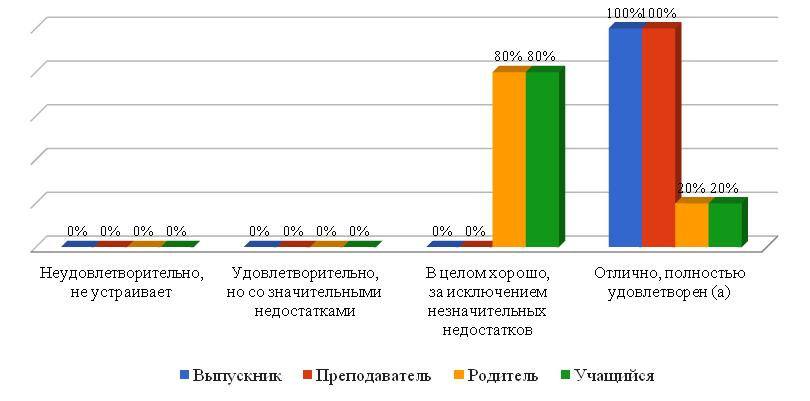 100% 100%
80% 80%
20% 20%
0% 0% 0% 0% 0% 0% 0% 0% 0% 0%
Неудовлетворительно,
не устраивает
Удовлетворительно,
но со значительными
недостатками
В целом хорошо,
за исключением
незначительных
недостатков
Отлично, полностью
удовлетворен (а)
Выпускник Преподаватель Родитель Учащийся